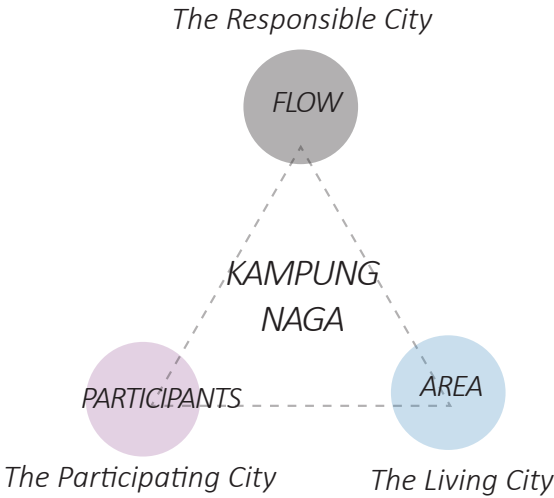 The Responsible City
FLOW
KAMPUNG
NAGA
PARTICIPANTS
AREA
The Participating City
The Living City